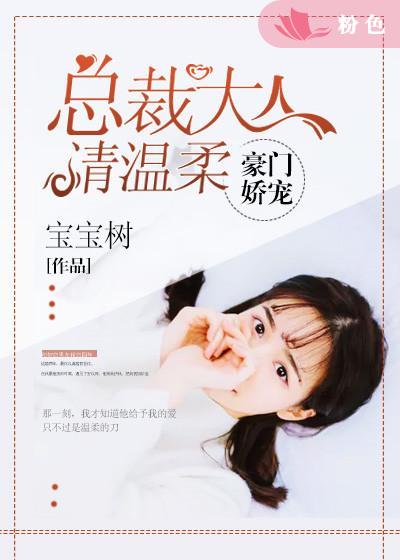 粉色
总裁大人
请温柔
豪门
娇宠
宝宝树
[作品]
那一刻，我才知道他给予我的爱
只不过是温柔的刀